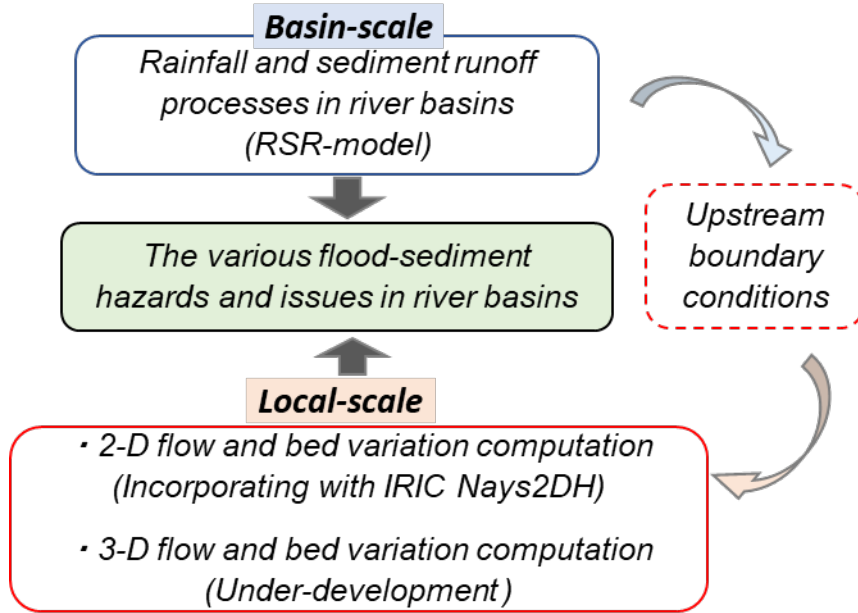 Basin-scale
Rainfall and sediment runoff
processes in river basins
(RSR-model)
The various flood-sediment
hazards and issues in river basins
Upstream
boundary
conditions
Local-scale
・2-D flow and bed variation computation
(Incorporating with IRIC Nays2DH)
・3-D flow and bed variation computation
(Under-development)